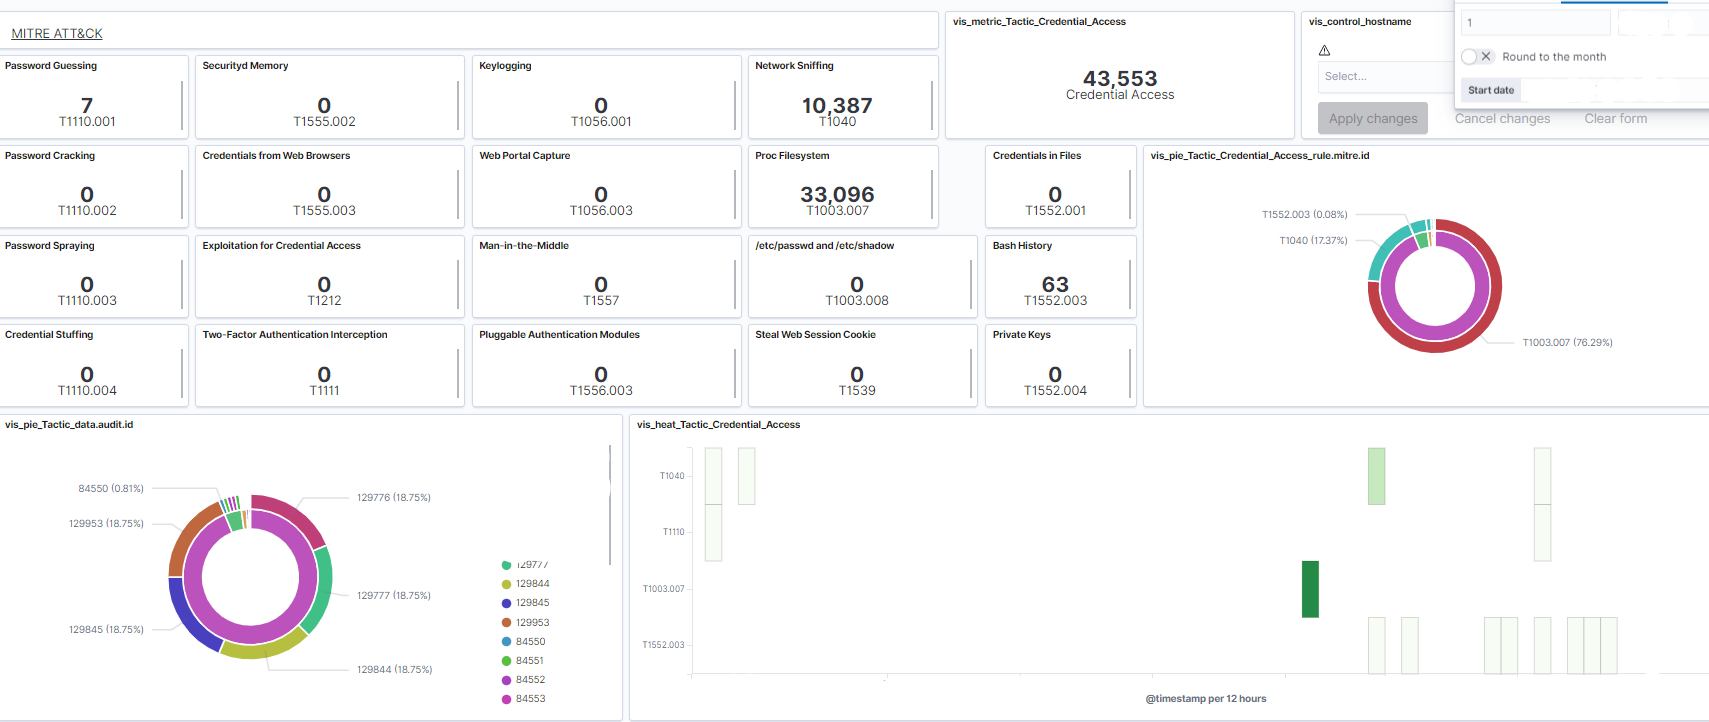 MITRE ATT&CK
vis_metric_Tactic_Credential_Access
43,553
Credential Access
vis_control_hostname
Select...
Apply changes
Cancel changes
Clear form
1
Round to the month
Start date
Password Guessing
7
T1110.001
Securityd Memory
0
T1555.002
Keylogging
0
T1056.001
Network Sniffing
10,387
T1040
Password Cracking
0
T1110.002
Credentials from Web Browsers
0
T1555.003
Web Portal Capture
0
T1056.003
Proc Filesystem
33,096
T1003.007
Credentials in Files
0
T1552.001
Password Spraying
0
T1110.003
Exploitation for Credential Access
0
T1212
Man-in-the-Middle
0
T1557
/etc/passwd and /etc/shadow
0
T1003.008
Bash History
63
T1552.003
Credential Stuffing
0
T1110.004
Two-Factor Authentication Interception
0
T1111
Pluggable Authentication Modules
0
T1556.003
Steal Web Session Cookie
0
T1539
Private Keys
0
T1552.004
vis_pie_Tactic_Credential_Access_rule.mitre.id
T1552.003 (0.08%)
T1040 (17.37%)
T1003.007 (76.29%)
vis_pie_Tactic_data.audit.id
84550 (0.81%)
129953 (18.75%)
129845 (18.75%)
129776 (18.75%)
129777 (18.75%)
129844 (18.75%)
129777
129844
129845
129953
84550
84551
84552
84553
vis_heat_Tactic_Credential_Access
T1040
T1110
T1003.007
T1552.003
@timestamp per 12 hours